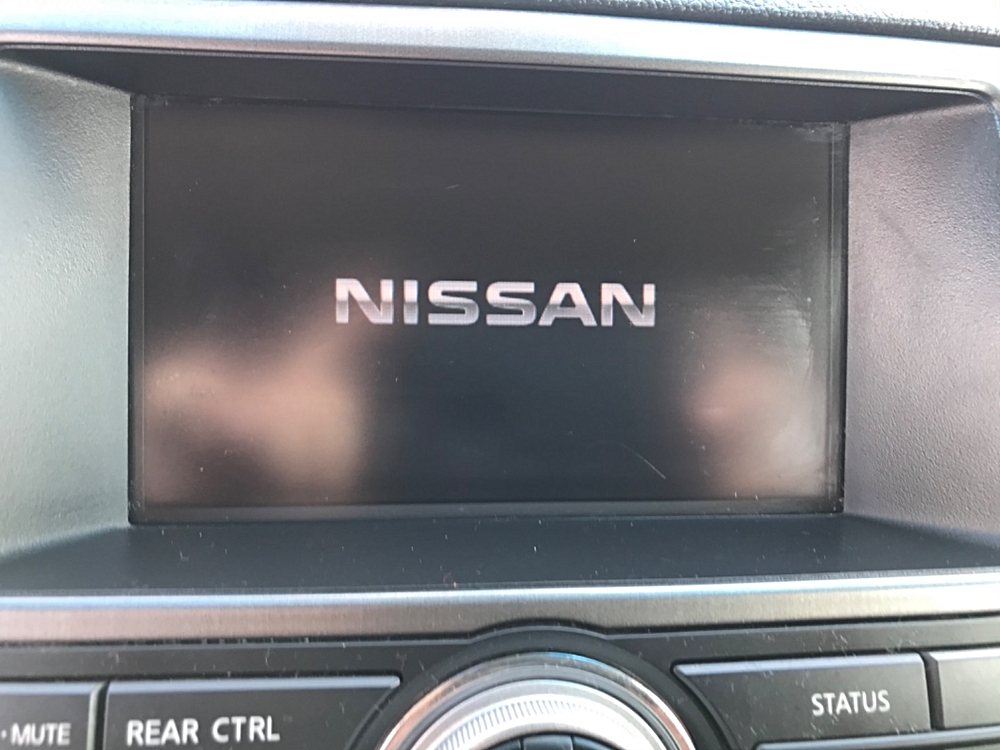 NISSAN
· MUTE
REAR CTRL
STATUS